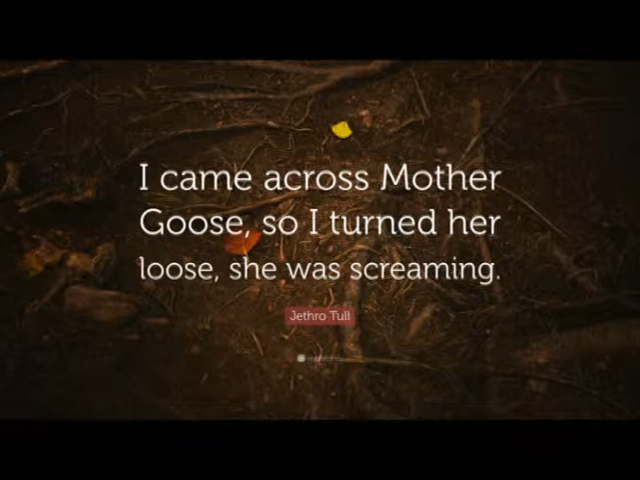 I came across Mother
Goose, so I turned her
loose, she was screaming.
Jethro Tull